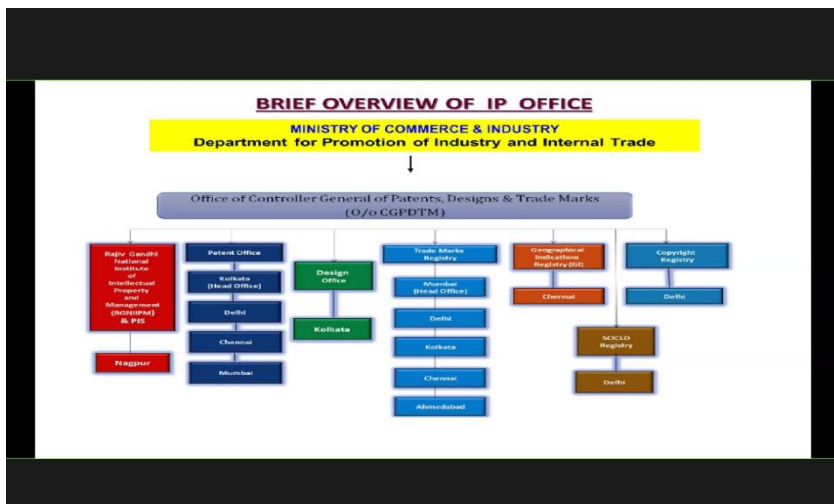 BRIEF OVERVIEW OF IP OFFICE
MINISTRY OF COMMERCE & INDUSTRY
Department for Promotion of Industry and Internal Trade
Office of Controller General of Patents, Designs & Trade Marks
(O/o CGPDTM)
Rajiv Gandhi
National
Institute
of
Intellectual
Property
and
Management
(RGNIIPM)
& PIS
Nagpur
Patent Office
Kolkata
(Head Office)
Delhi
Chennai
Mumbai
Design
Office
Kolkata
Trade Marks
Registry
Mumbai
(Head Office)
Delhi
Kolkata
Chennai
Ahmedabad
Geographical
Indications
Registry (GI)
Chennai
SCICLD
Registry
Delhi
Copyright
Registry
Delhi